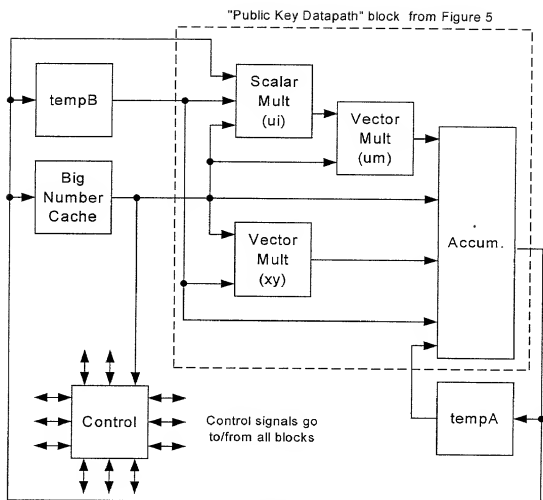 "Public Key Datapath" block from Figure 5
tempB
Scalar
Mult
(ui)
Vector
Mult
(um)
Big
Number
Cache
Vector
Mult
(xy)
Accum.
Control
Control signals go
to/from all blocks
tempA